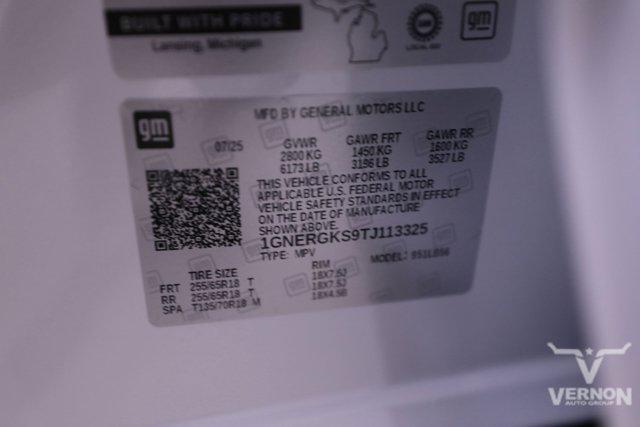 BUILT WITH PRIDE
Lansing, Michigan
gm
gm
MFD BY GENERAL MOTORS LLC
07/25
GVWR
2800 KG
6173 LB
GAWR FRT
1450 KG
3196 LB
GAWR RR
1600 KG
3527 LB
THIS VEHICLE CONFORMS TO ALL
APPLICABLE U.S. FEDERAL MOTOR
VEHICLE SAFETY STANDARDS IN EFFECT
ON THE DATE OF MANUFACTURE
SHOWN ABOVE.
1GNERGKS9TJ113325
TYPE: MPV
MODEL:
TIRE SIZE
RIM
FRT 255/65R18 T 18X7.5J
RR 255/65R18 T 18X7.5J
SPA T135/70R18 M 18X4.5B
VERNON
AUTO GROUP